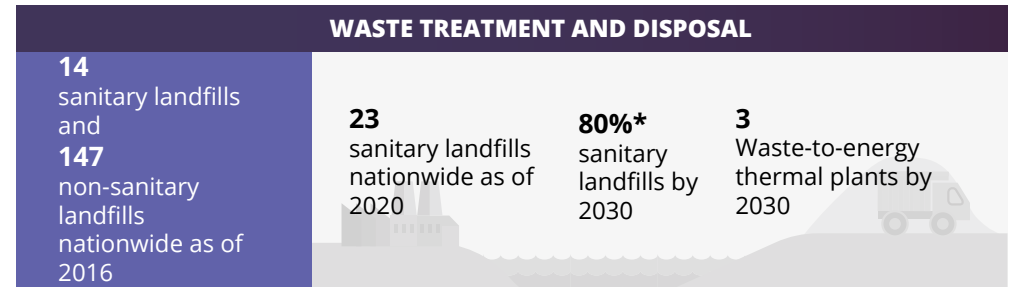 WASTE TREATMENT AND DISPOSAL
14
sanitary landfills
and
147
non-sanitary
landfills
nationwide as of
2016
23
sanitary landfills
nationwide as of
2020
80%*
sanitary
landfills by
2030
3
Waste-to-energy
thermal plants by
2030